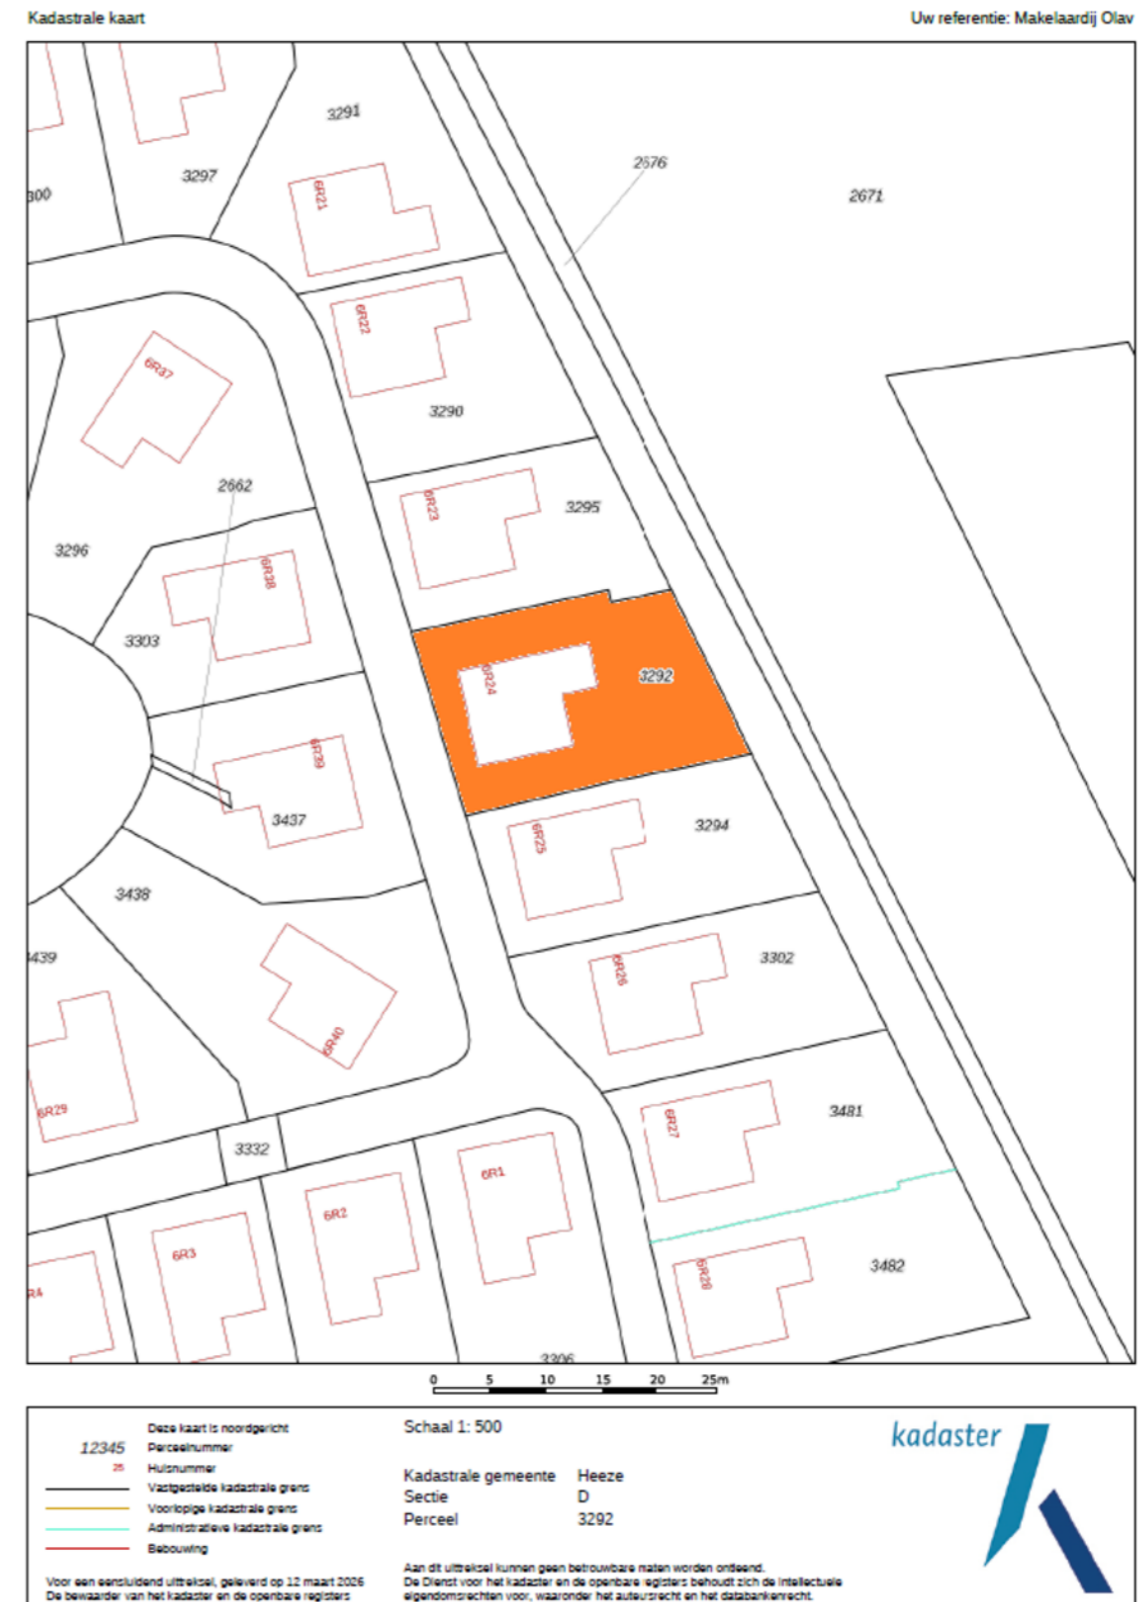 Kadastrale kaart
Uw referentie: Makelaardij Olav
3291
2676
3297
2671
300
6R21
6R22
6R37
3290
2662
6R23
3295
3296
6R38
3303
6R24
3292
6R39
3437
6R25
3294
3438
439
6R26
3302
6R40
6R29
6R27
3481
3332
6R1
6R2
6R3
R4
6R28
3482
3306
0 5 10 15 20 25m
Deze kaart is noordgericht
12345 Perceelnummer
25 Huisnummer
Vastgestelde kadastrale grens
Voorlopige kadastrale grens
Administratieve kadastrale grens
Bebouwing
Voor een eensluidend uittreksel, geleverd op 12 maart 2026
De bewaarder van het kadaster en de openbare registers
Schaal 1: 500
Kadastrale gemeente Heeze
Sectie D
Perceel 3292
Aan dit uittreksel kunnen geen betrouwbare maten worden ontleend.
De Dienst voor het kadaster en de openbare registers behoudt zich de intellectuele
eigendomsrechten voor, waaronder het auteursrecht en het databankenrecht.
kadaster